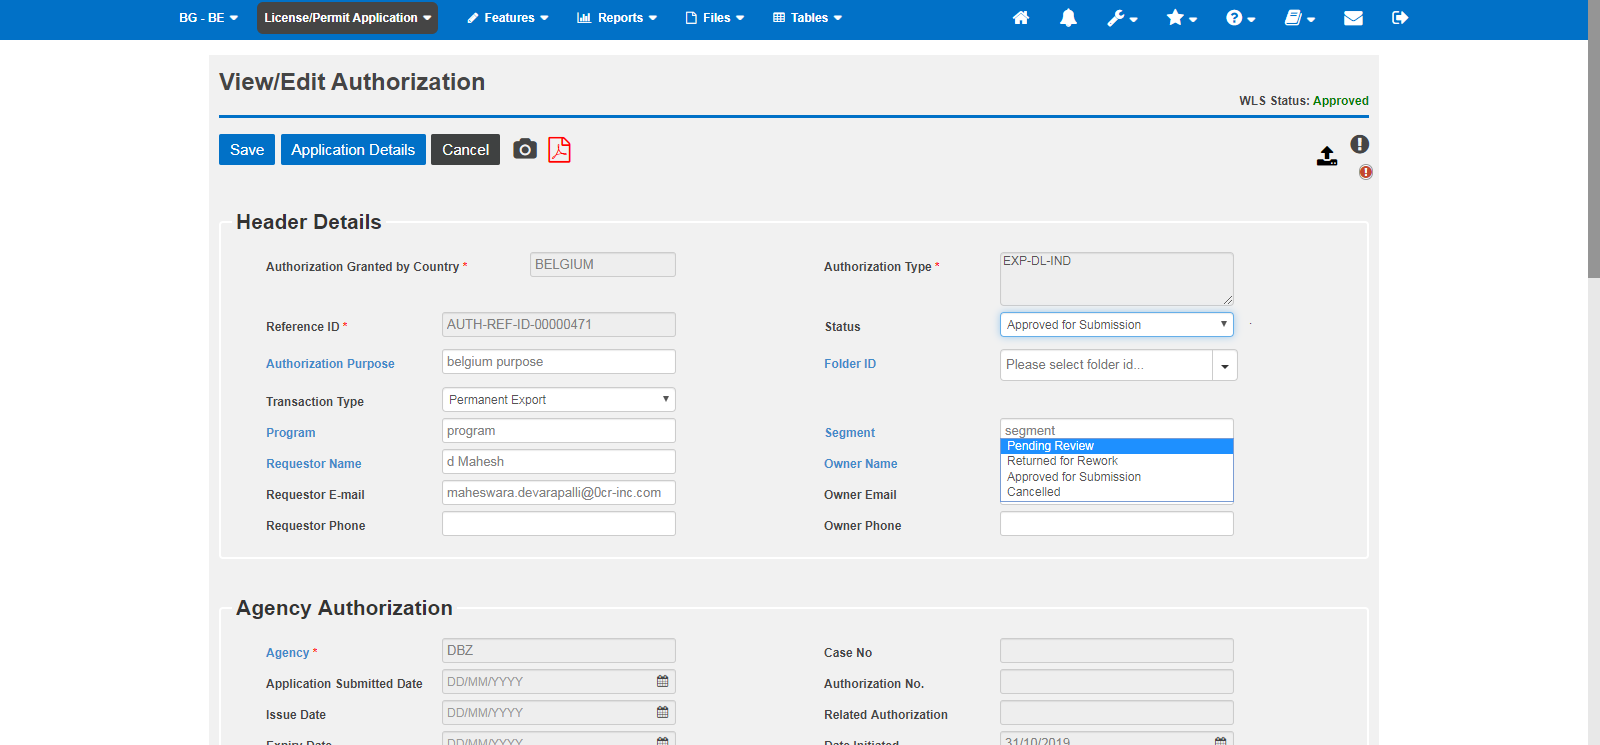 BG - BE License/Permit Application Features Reports Files Tables
View/Edit Authorization
WLS Status: Approved
Save Application Details Cancel
Header Details
Authorization Granted by Country * BELGIUM Authorization Type * EXP-DL-IND
Reference ID * AUTH-REF-ID-00000471 Status Approved for Submission
Authorization Purpose belgium purpose Folder ID Please select folder id...
Transaction Type Permanent Export
Program program Segment segment
Pending Review
Requestor Name d Mahesh Owner Name Returned for Rework
Approved for Submission
Requestor E-mail maheswara.devarapalli@0cr-inc.com Owner Email Cancelled
Requestor Phone Owner Phone
Agency Authorization
Agency * DBZ Case No
Application Submitted Date DD/MM/YYYY Authorization No.
Issue Date DD/MM/YYYY Related Authorization
Expiry Date DD/MM/YYYY Date Initiated 31/10/2019